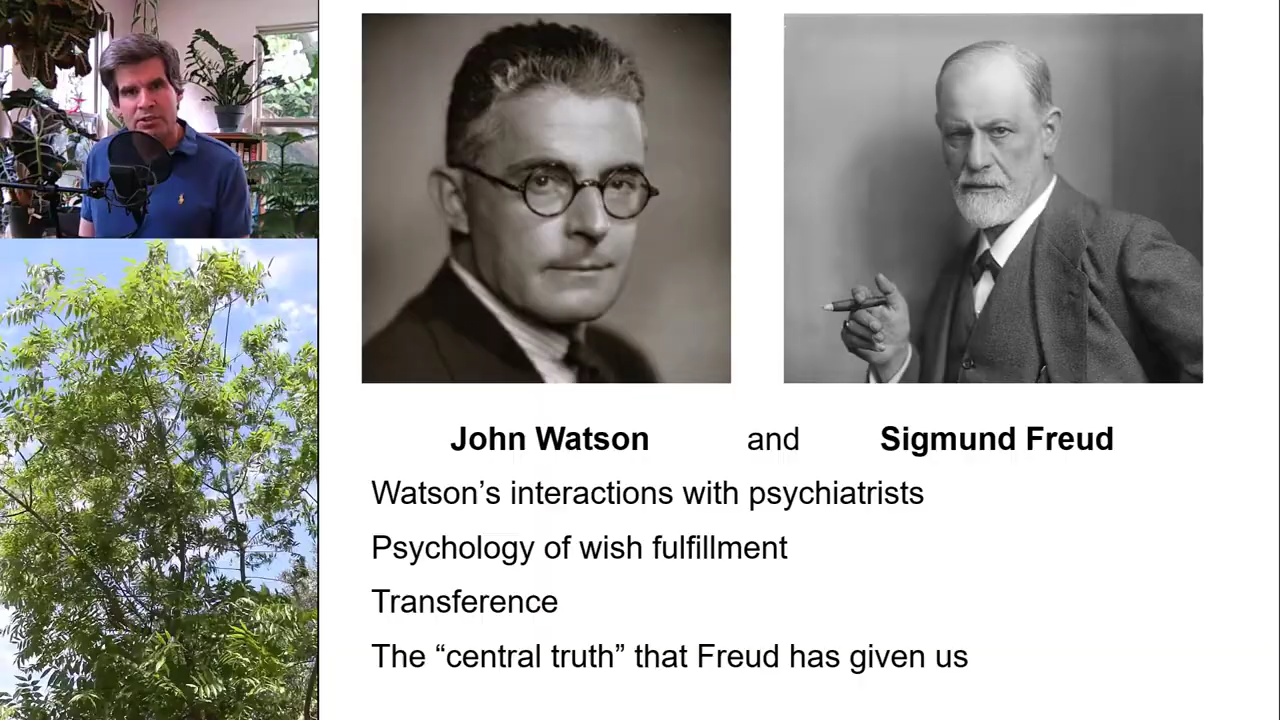 John Watson and Sigmund Freud
Watson’s interactions with psychiatrists
Psychology of wish fulfillment
Transference
The “central truth” that Freud has given us